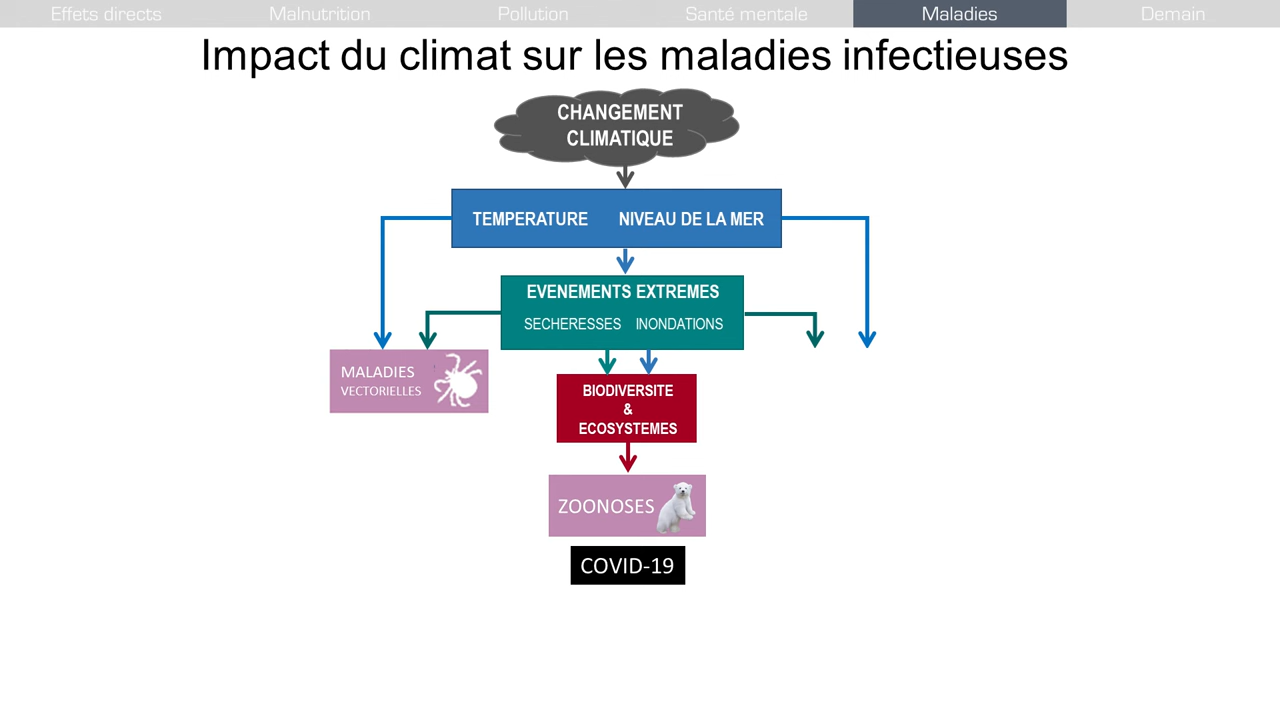 Effets directs
Malnutrition
Pollution
Santé mentale
Maladies
Demain
Impact du climat sur les maladies infectieuses
CHANGEMENT
CLIMATIQUE
TEMPERATURE NIVEAU DE LA MER
EVENEMENTS EXTREMES
SECHERESSES INONDATIONS
MALADIES
VECTORIELLES
BIODIVERSITE
&
ECOSYSTEMES
ZOONOSES
COVID-19